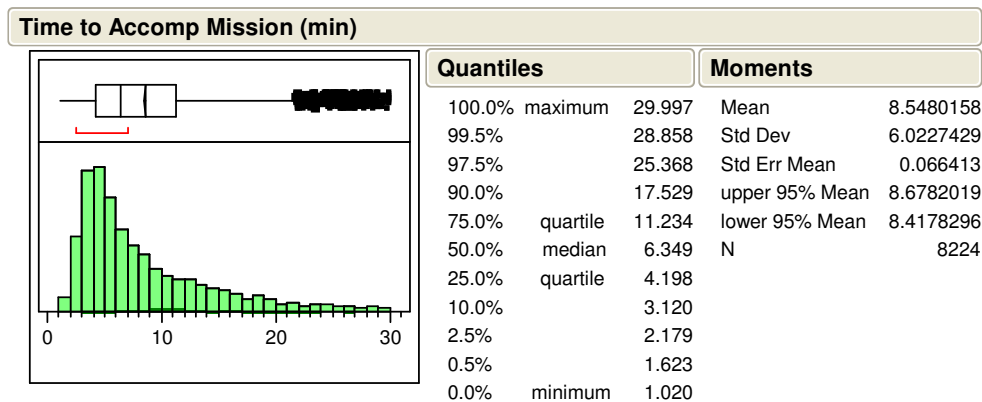 Time to Accomp Mission (min)
Quantiles
100.0% maximum 29.997
99.5% 28.858
97.5% 25.368
90.0% 17.529
75.0% quartile 11.234
50.0% median 6.349
25.0% quartile 4.198
10.0% 3.120
2.5% 2.179
0.5% 1.623
0.0% minimum 1.020
Moments
Mean 8.5480158
Std Dev 6.0227429
Std Err Mean 0.066413
upper 95% Mean 8.6782019
lower 95% Mean 8.4178296
N 8224
0 10 20 30